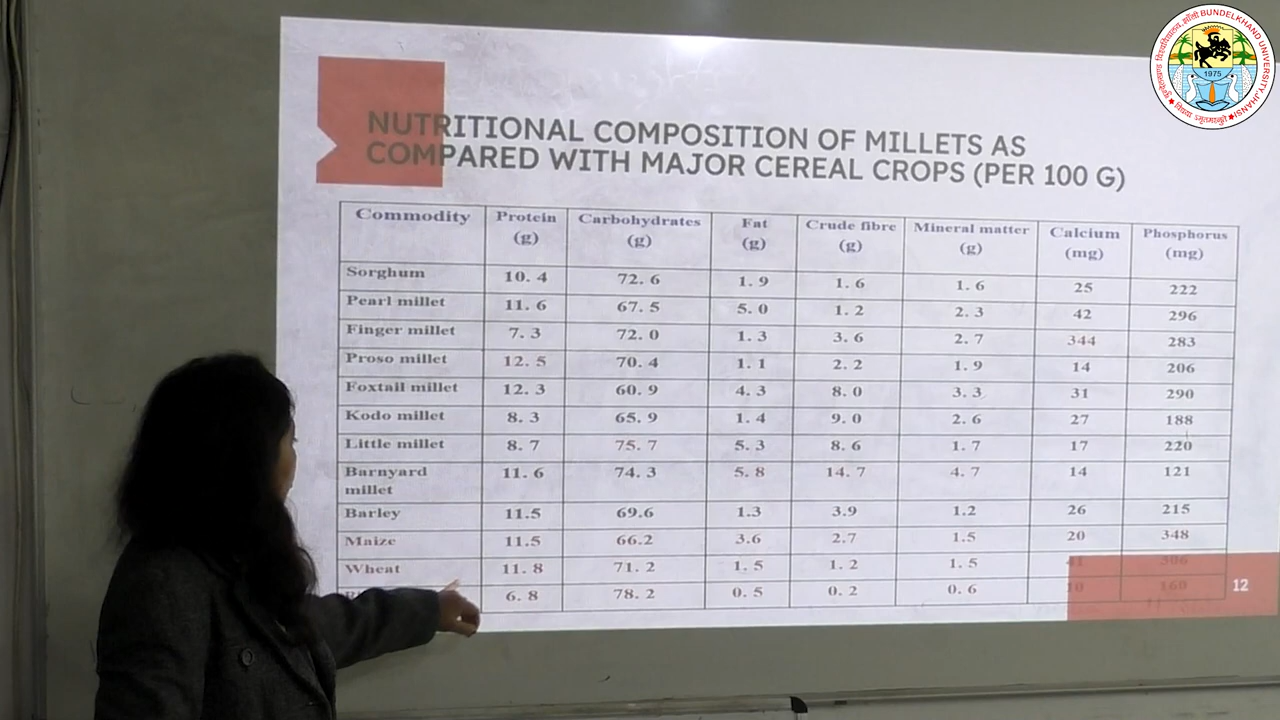 BUNDELKHAND UNIVERSITY, JHANSI
1975
NUTRITIONAL COMPOSITION OF MILLETS AS
COMPARED WITH MAJOR CEREAL CROPS (PER 100 G)
Commodity Protein (g) Carbohydrates (g) Fat (g) Crude fibre (g) Mineral matter (g) Calcium (mg) Phosphorus (mg)
Sorghum 10. 4 72. 6 1. 9 1. 6 1. 6 25 222
Pearl millet 11. 6 67. 5 5. 0 1. 2 2. 3 42 296
Finger millet 7. 3 72. 0 1. 3 3. 6 2. 7 344 283
Proso millet 12. 5 70. 4 1. 1 2. 2 1. 9 14 206
Foxtail millet 12. 3 60. 9 4. 3 8. 0 3. 3 31 290
Kodo millet 8. 3 65. 9 1. 4 9. 0 2. 6 27 188
Little millet 8. 7 75. 7 5. 3 8. 6 1. 7 17 220
Barnyard millet 11. 6 74. 3 5. 8 14. 7 4. 7 14 121
Barley 11.5 69.6 1.3 3.9 1.2 26 215
Maize 11.5 66.2 3.6 2.7 1.5 20 348
Wheat 11. 8 71. 2 1. 5 1. 2 1. 5 41 306
6. 8 78. 2 0. 5 0. 2 0. 6 10 160
12